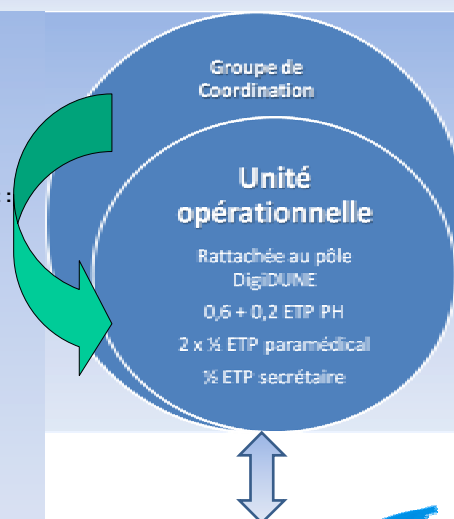 Groupe de
Coordination
:
Unité
opérationnelle
Rattachée au pôle
DigiDUNE
0,6 + 0,2 ETP PH
2 x ½ ETP paramédical
½ ETP secrétaire